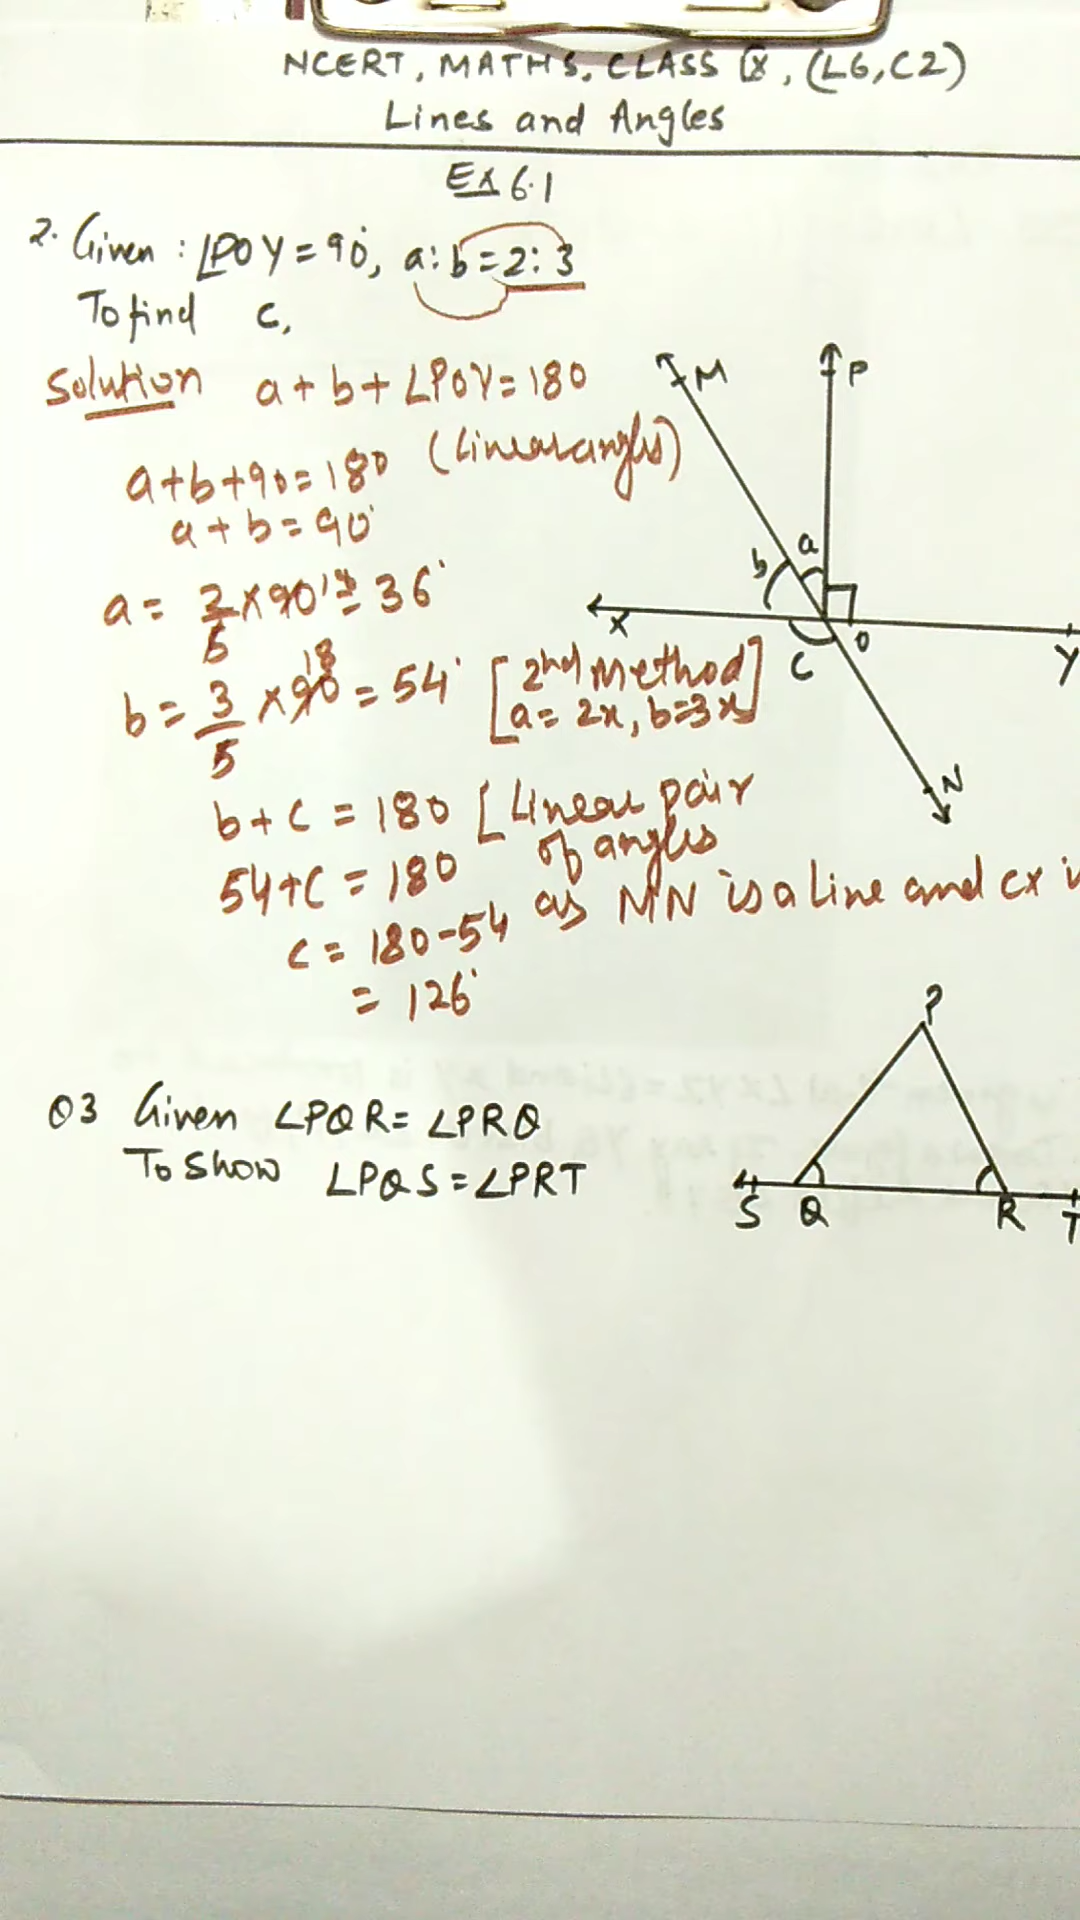 NCERT, MATHS, CLASS IX, (L6, C2)
Lines and Angles
Ex 6.1
2. Given : ∠POY = 90°, a : b = 2 : 3
To find c,
Solution a + b + ∠POY = 180
(Linear angles)
a + b + 90 = 180
a + b = 90°
a = 2/5 × 90 18 = 36°
b = 3/5 × 90 18 = 54° [2nd method
a = 2x, b = 3x]
b + c = 180 [Linear pair
of angles
54 + c = 180
as MN is a line and
c = 180 - 54
= 126°
M
P
a
b
X
O
Y
C
N
Q3 Given ∠PQR = ∠PRQ
To Show ∠PQS = ∠PRT
P
S Q R T